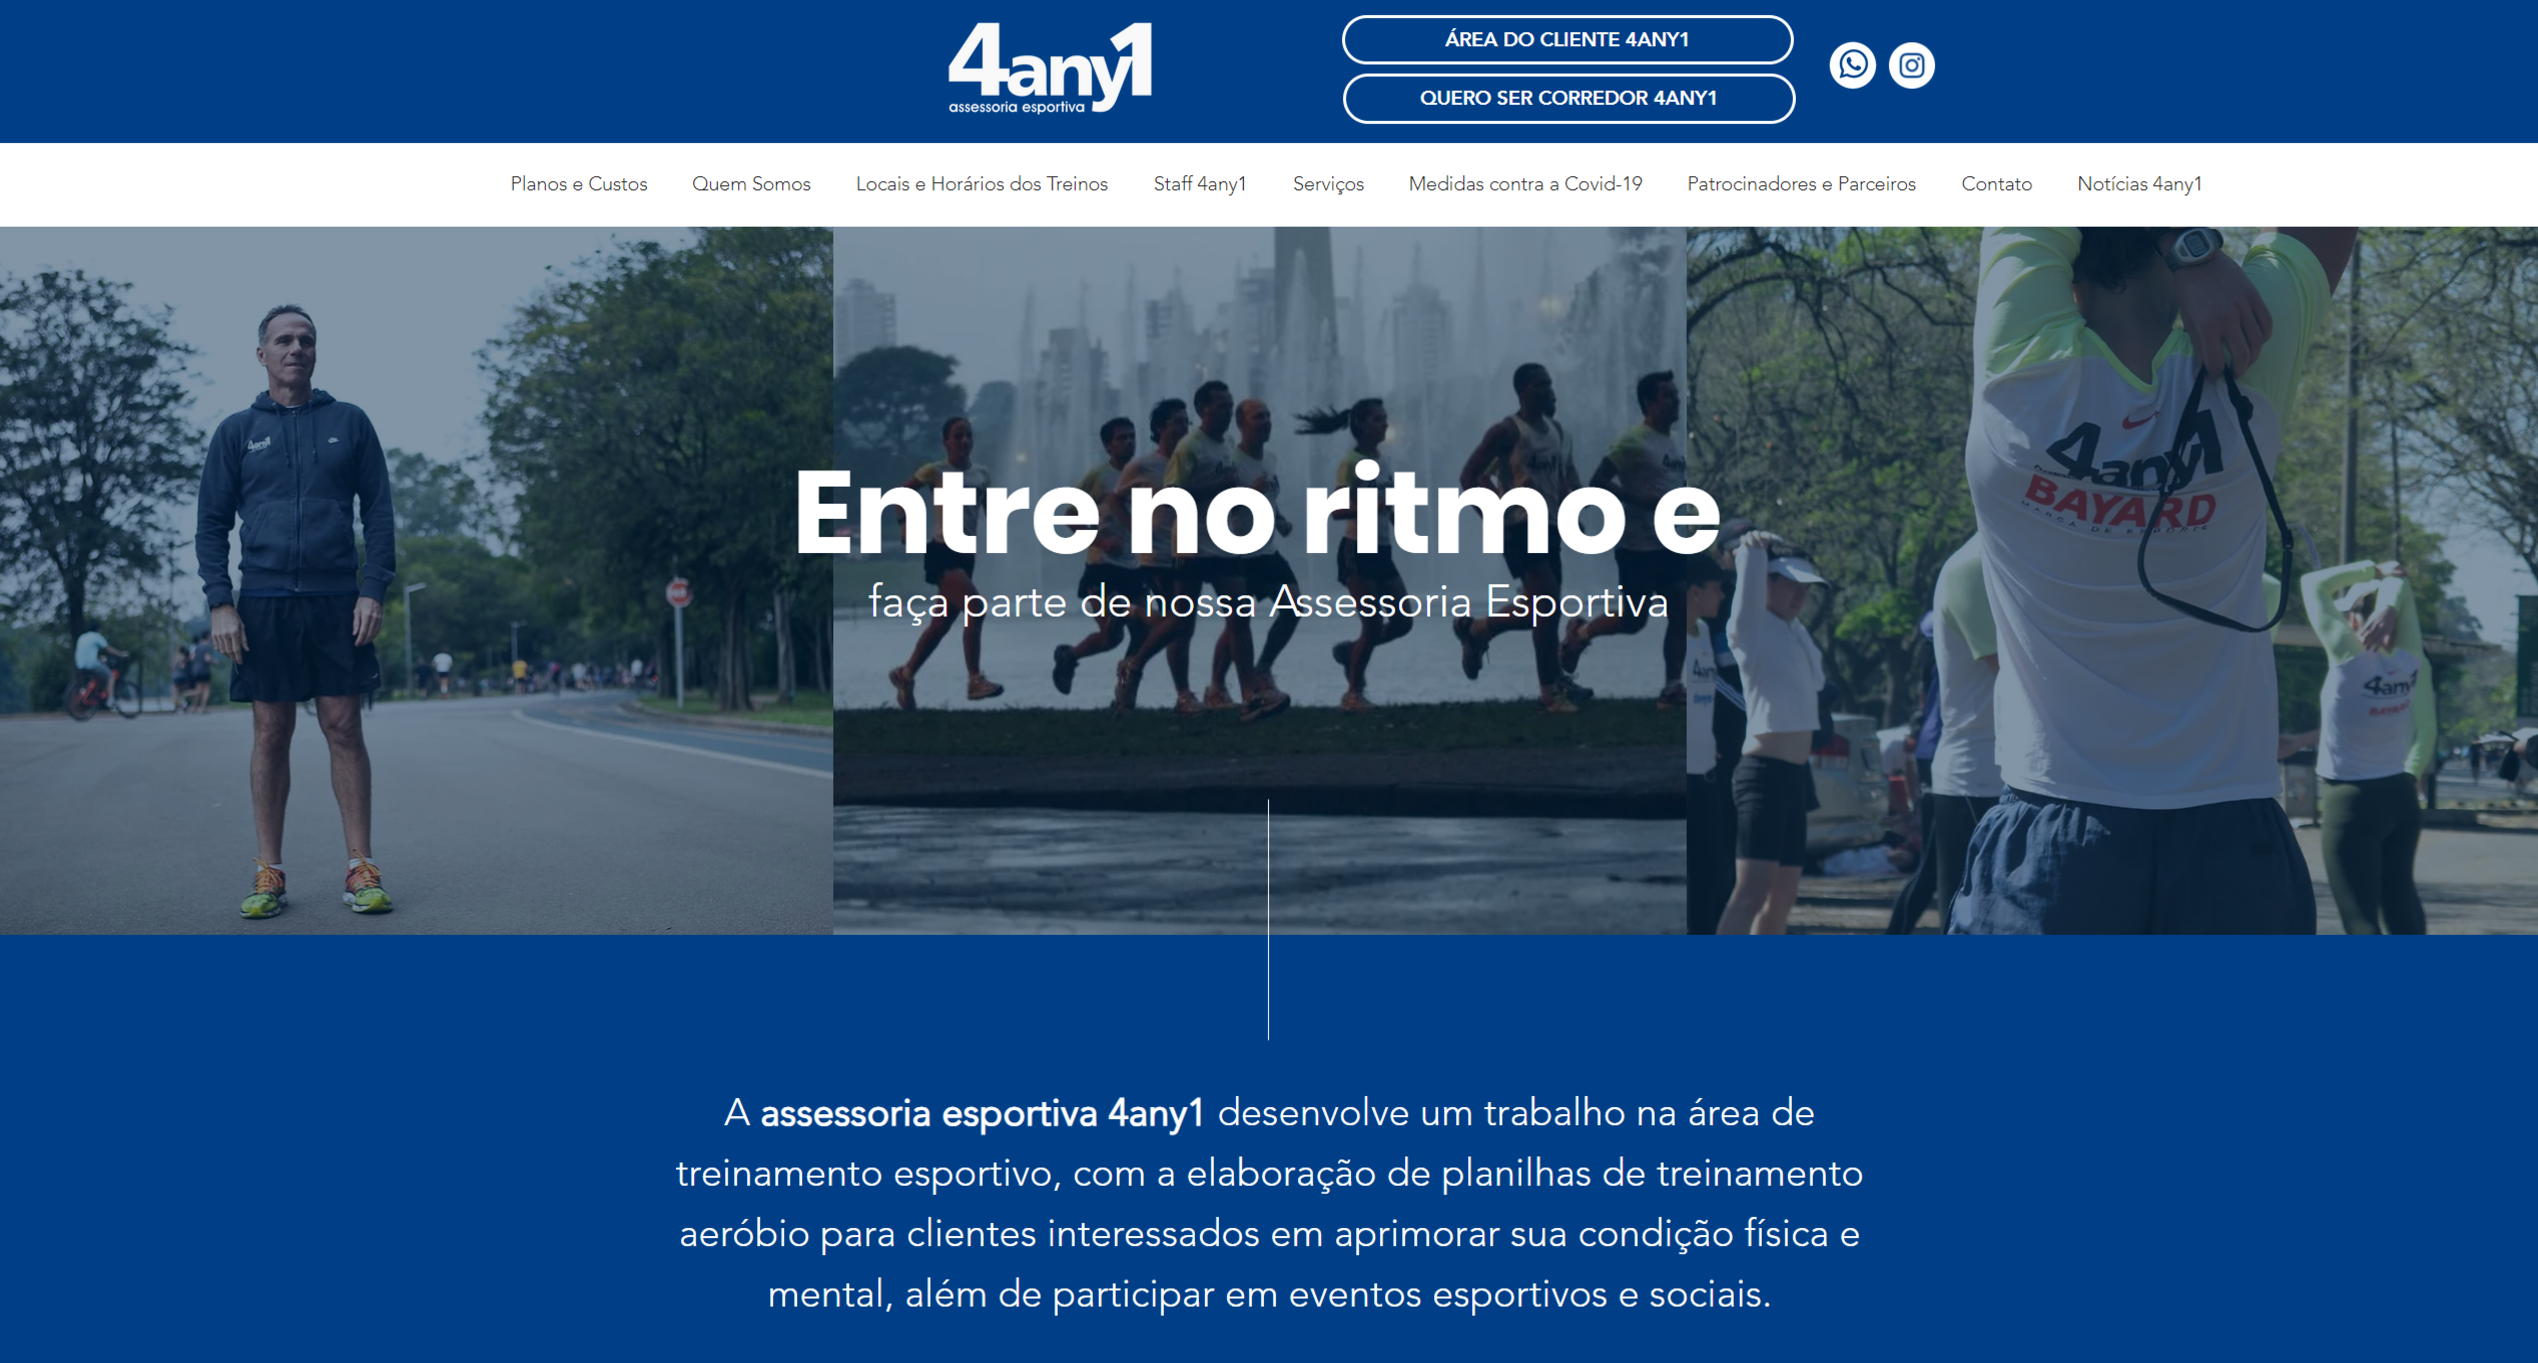 4any1
assessoria esportiva
ÁREA DO CLIENTE 4ANY1
QUERO SER CORREDOR 4ANY1
Planos e Custos Quem Somos Locais e Horários dos Treinos Staff 4any1 Serviços Medidas contra a Covid-19 Patrocinadores e Parceiros Contato Notícias 4any1
4any1
4any1
BAYARD
MARCA DE ESPORTE
4any1
Entre no ritmo e
faça parte de nossa Assessoria Esportiva
A assessoria esportiva 4any1 desenvolve um trabalho na área de
treinamento esportivo, com a elaboração de planilhas de treinamento
aeróbio para clientes interessados em aprimorar sua condição física e
mental, além de participar em eventos esportivos e sociais.